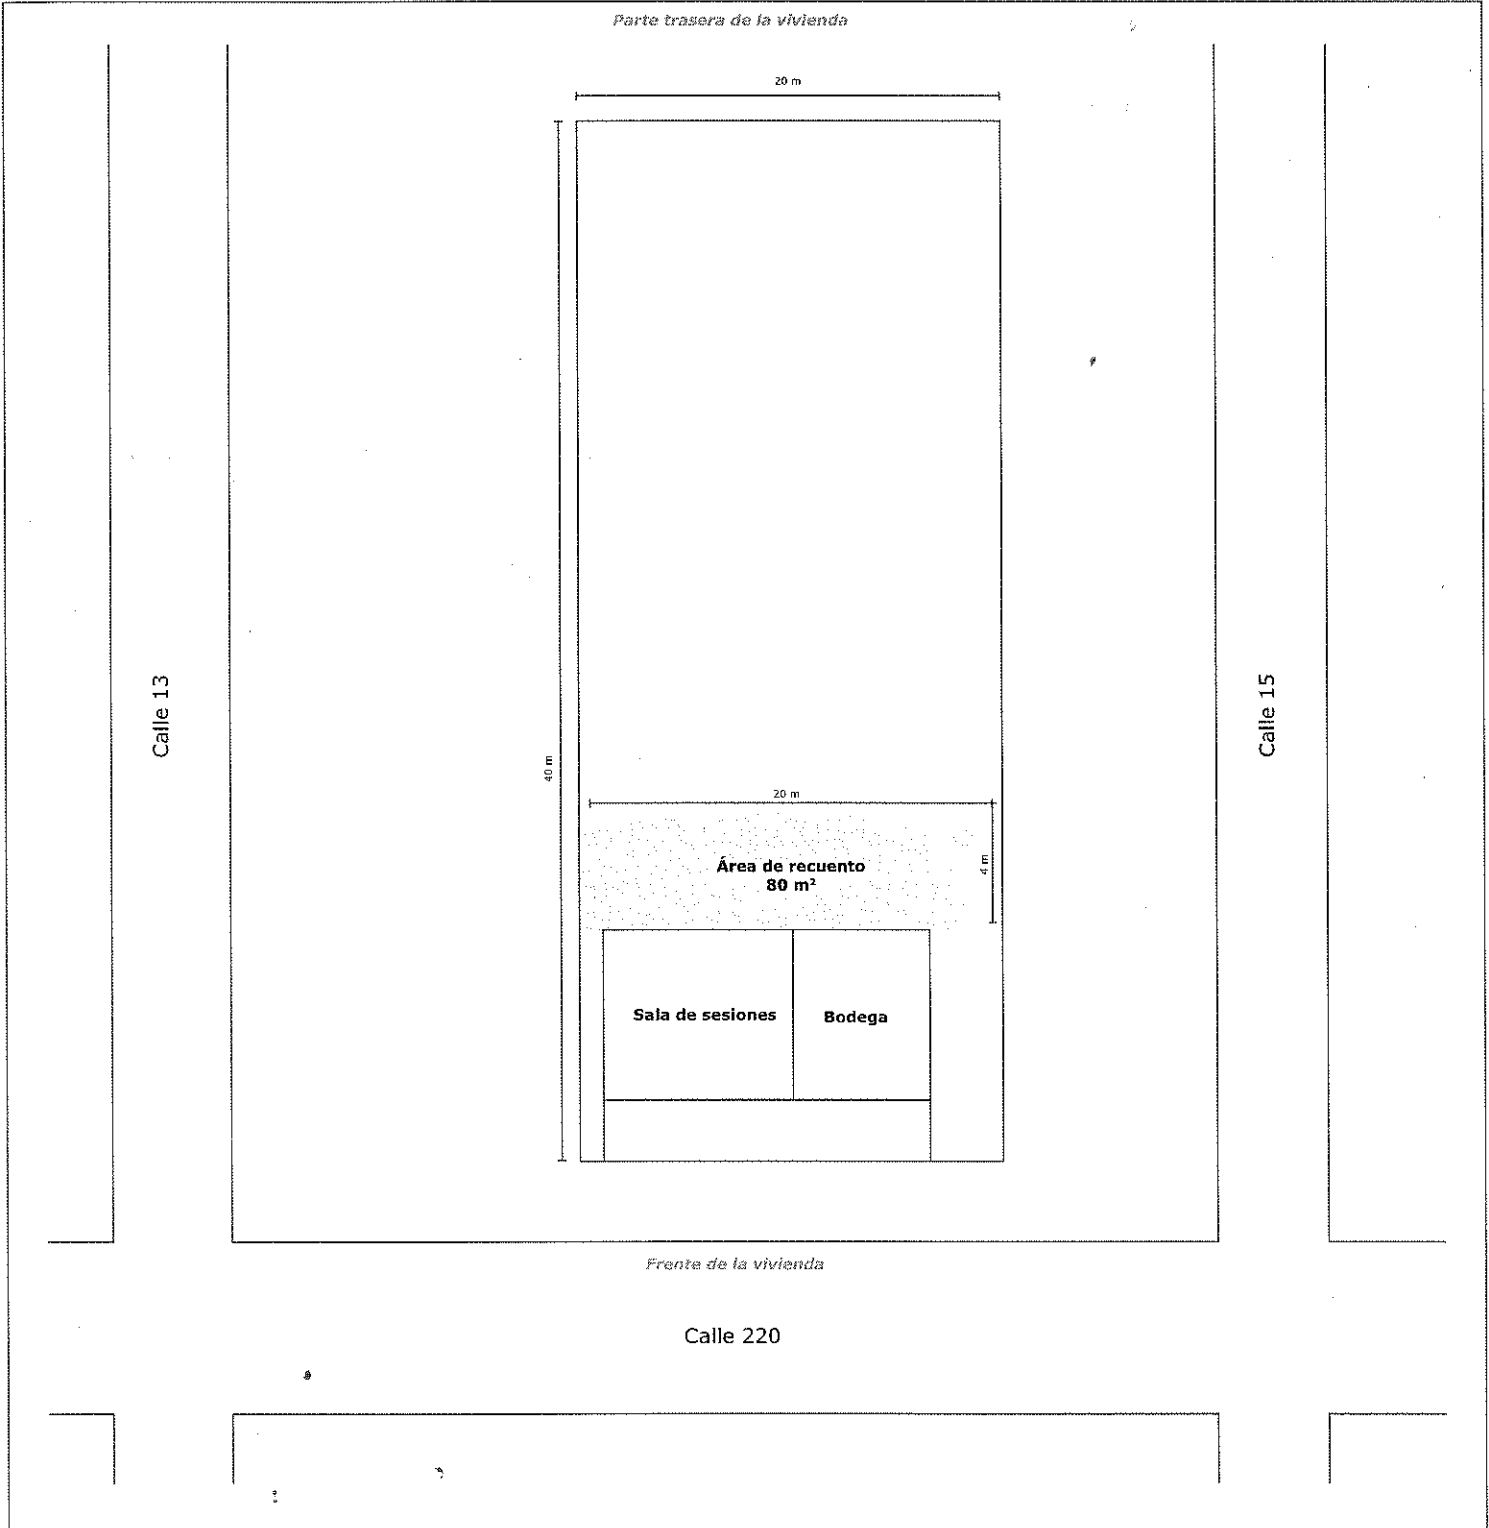 Parte trasera de la vivienda
20 m
Calle 13
Calle 15
40 m
20 m
4 m
Área de recuento
80 m²
Sala de sesiones
Bodega
Frente de la vivienda
Calle 220